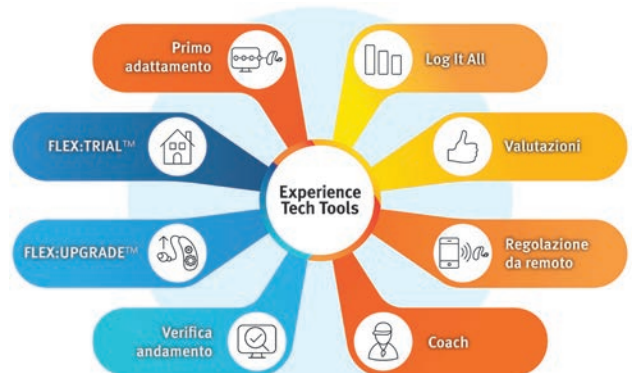 Primo
adattamento
Log It All
FLEX:TRIAL™
Valutazioni
Experience
Tech Tools
FLEX:UPGRADE™
Regolazione
da remoto
Verifica
andamento
Coach